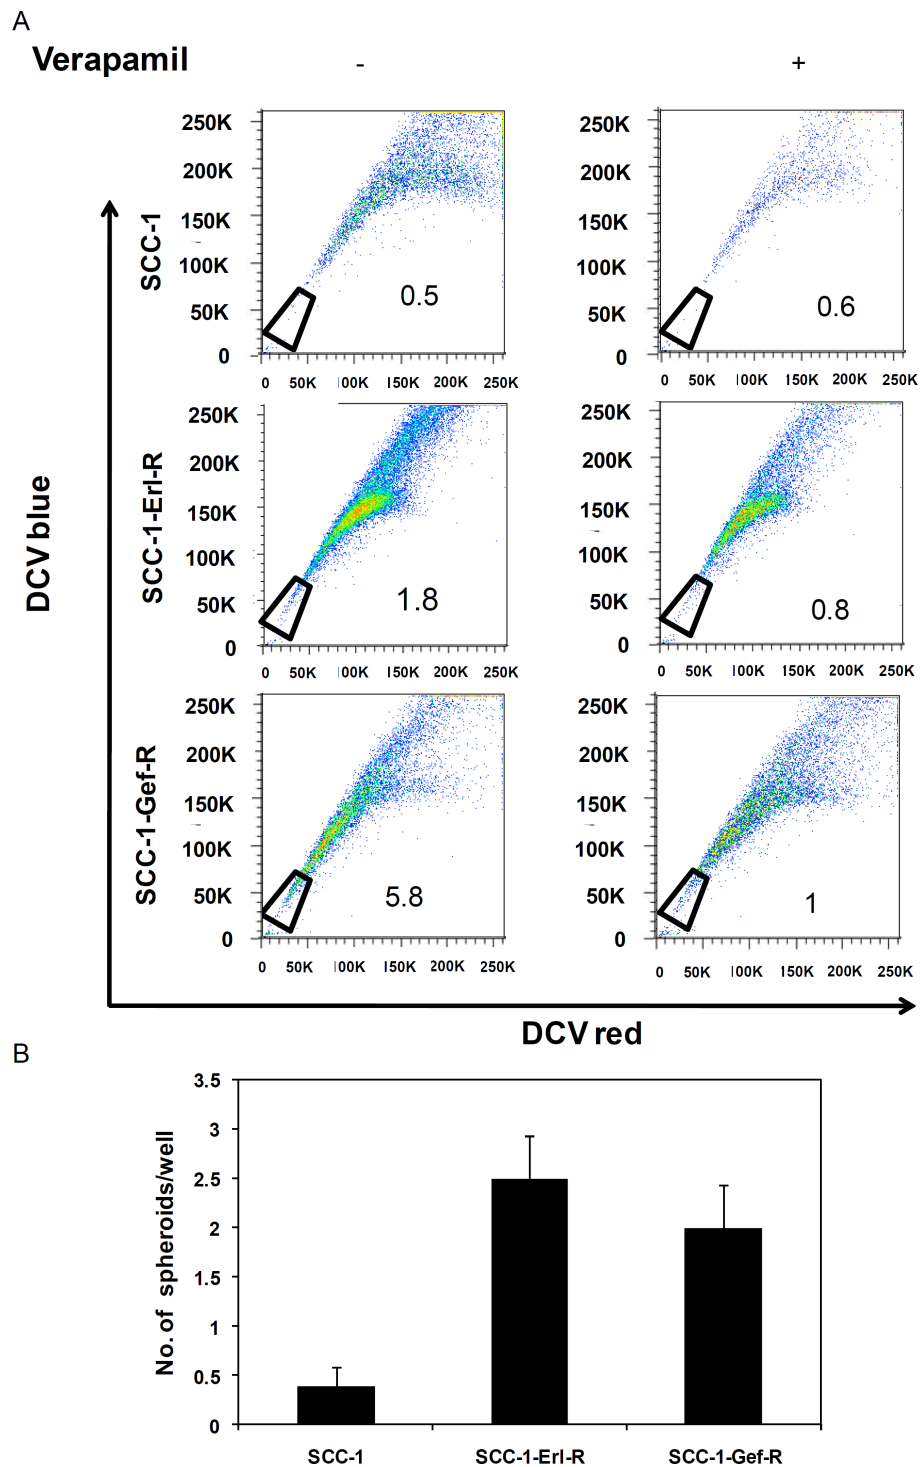 A
Verapamil - +
SCC-1
250K
200K
150K
100K
50K
0
0.5
0 50K 100K 150K 200K 250K
250K
200K
150K
100K
50K
0
0.6
0 50K 100K 150K 200K 250K
SCC-1-Erl-R
250K
200K
150K
100K
50K
0
1.8
0 50K 100K 150K 200K 250K
250K
200K
150K
100K
50K
0
0.8
0 50K 100K 150K 200K 250K
SCC-1-Gef-R
250K
200K
150K
100K
50K
0
5.8
0 50K 100K 150K 200K 250K
250K
200K
150K
100K
50K
0
1
0 50K 100K 150K 200K 250K
DCV blue
DCV red
B
No. of spheroids/well
3.5
3
2.5
2
1.5
1
0.5
0
SCC-1 SCC-1-Erl-R SCC-1-Gef-R